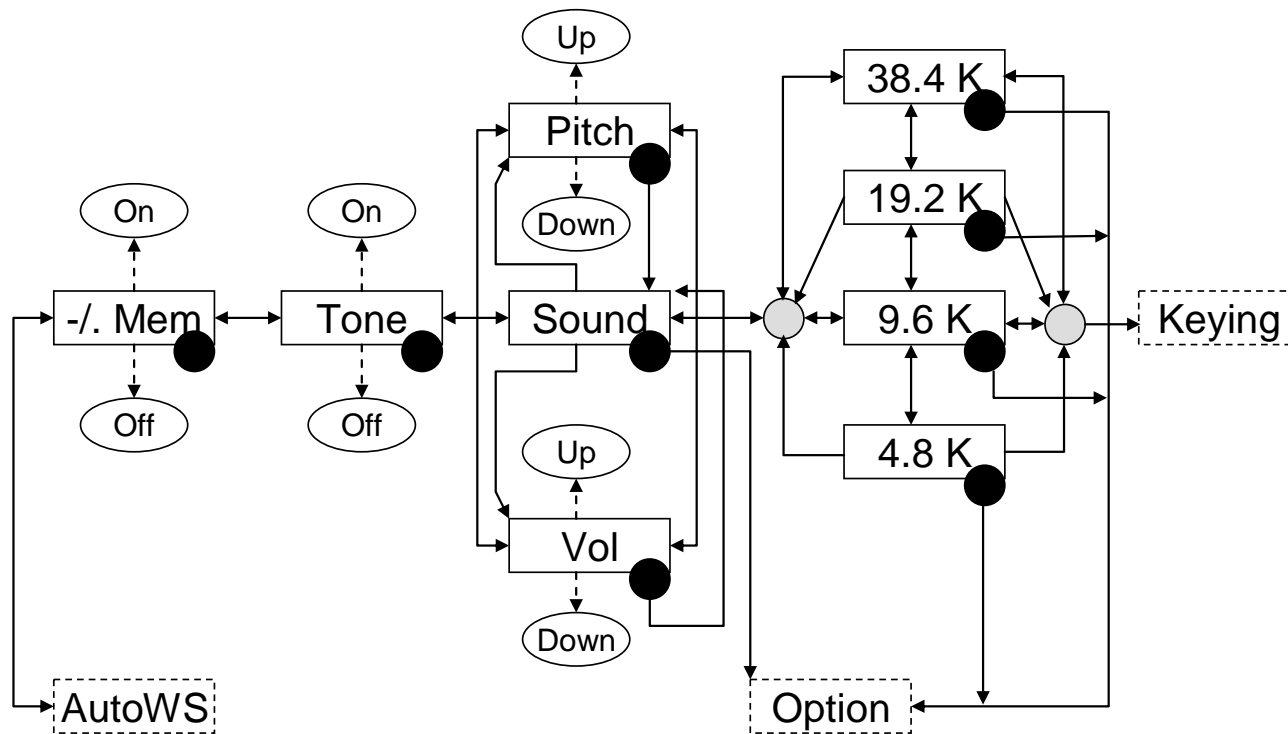 Up
38.4 K
Pitch
On
On
Down
19.2 K
-/. Mem
Tone
Sound
9.6 K
Keying
Off
Off
Up
4.8 K
Vol
Down
AutoWS
Option